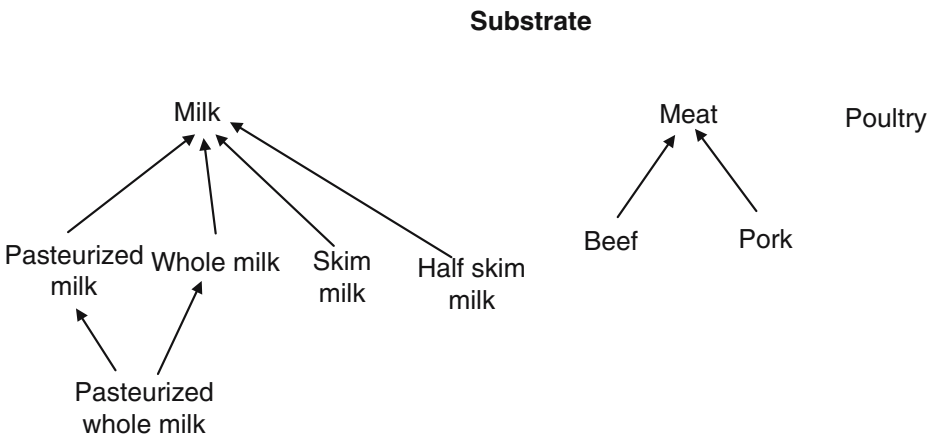 Substrate
Milk
Meat
Poultry
Pasteurized
milk
Whole milk
Skim
milk
Half skim
milk
Beef
Pork
Pasteurized
whole milk